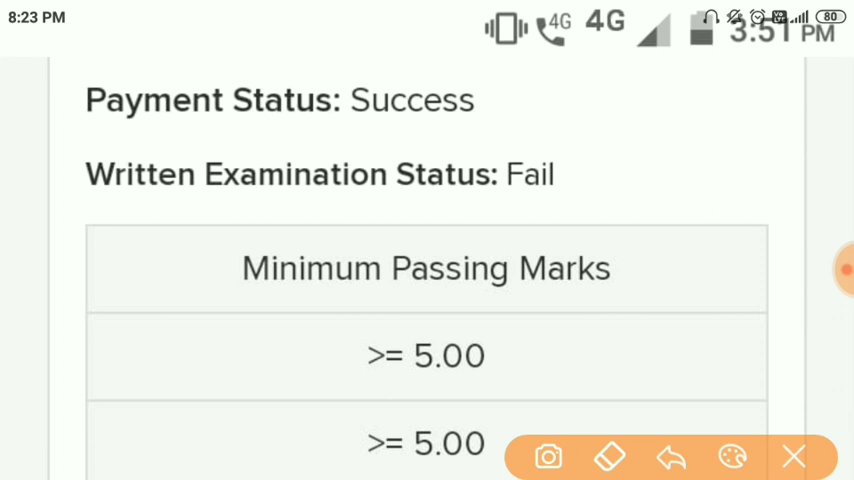 8:23 PM
4G
4G
80
3:51 PM
Payment Status: Success
Written Examination Status: Fail
Minimum Passing Marks
>= 5.00
>= 5.00